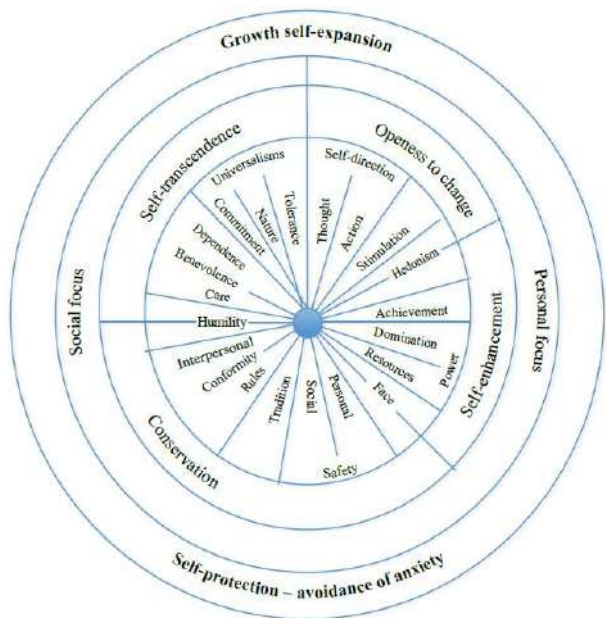 Growth self-expansion
Self-transcendence
Openess to change
Universalisms
Self-direction
Tolerance
Nature
Commitment
Dependence
Benevolence
Care
Thought
Action
Stimulation
Hedonism
Social focus
Personal focus
Humility
Achievement
Domination
Resources
Power
Face
Self-enhancement
Interpersonal
Conformity
Rules
Tradition
Social
Personal
Safety
Conservation
Self-protection – avoidance of anxiety